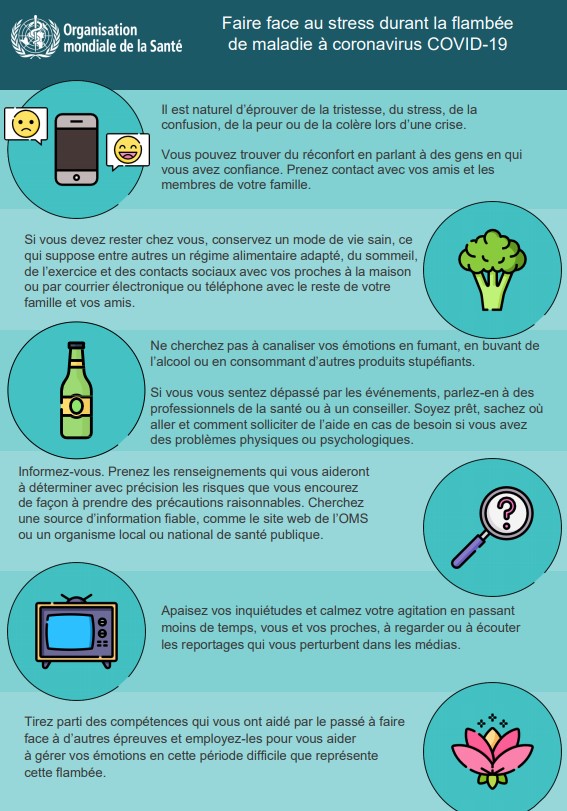 Organisation
mondiale de la Santé
Faire face au stress durant la flambée
de maladie à coronavirus COVID-19
Il est naturel d'éprouver de la tristesse, du stress, de la
confusion, de la peur ou de la colère lors d'une crise.
Vous pouvez trouver du réconfort en parlant à des gens en qui
vous avez confiance. Prenez contact avec vos amis et les
membres de votre famille.
Si vous devez rester chez vous, conservez un mode de vie sain, ce
qui suppose entre autres un régime alimentaire adapté, du sommeil,
de l'exercice et des contacts sociaux avec vos proches à la maison
ou par courrier électronique ou téléphone avec le reste de votre
famille et vos amis.
Ne cherchez pas à canaliser vos émotions en fumant, en buvant de
l'alcool ou en consommant d'autres produits stupéfiants.
Si vous vous sentez dépassé par les événements, parlez-en à des
professionnels de la santé ou à un conseiller. Soyez prêt, sachez où
aller et comment solliciter de l'aide en cas de besoin si vous avez
des problèmes physiques ou psychologiques.
Informez-vous. Prenez les renseignements qui vous aideront
à déterminer avec précision les risques que vous encourez
de façon à prendre des précautions raisonnables. Cherchez
une source d'information fiable, comme le site web de l'OMS
ou un organisme local ou national de santé publique.
?
Apaisez vos inquiétudes et calmez votre agitation en passant
moins de temps, vous et vos proches, à regarder ou à écouter
les reportages qui vous perturbent dans les médias.
Tirez parti des compétences qui vous ont aidé par le passé à faire
face à d'autres épreuves et employez-les pour vous aider
à gérer vos émotions en cette période difficile que représente
cette flambée.